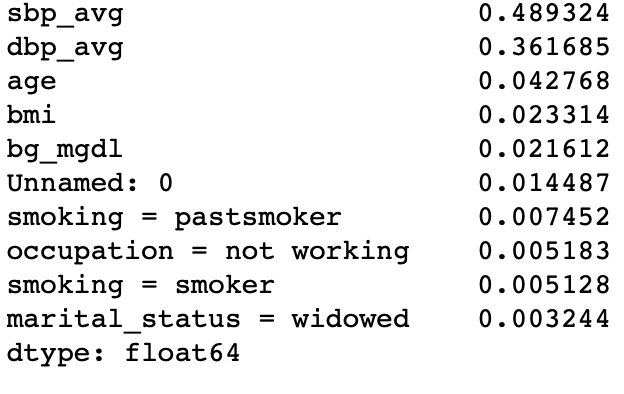 sbp_avg 0.489324
dbp_avg 0.361685
age 0.042768
bmi 0.023314
bg_mgdl 0.021612
Unnamed: 0 0.014487
smoking = pastsmoker 0.007452
occupation = not working 0.005183
smoking = smoker 0.005128
marital_status = widowed 0.003244
dtype: float64